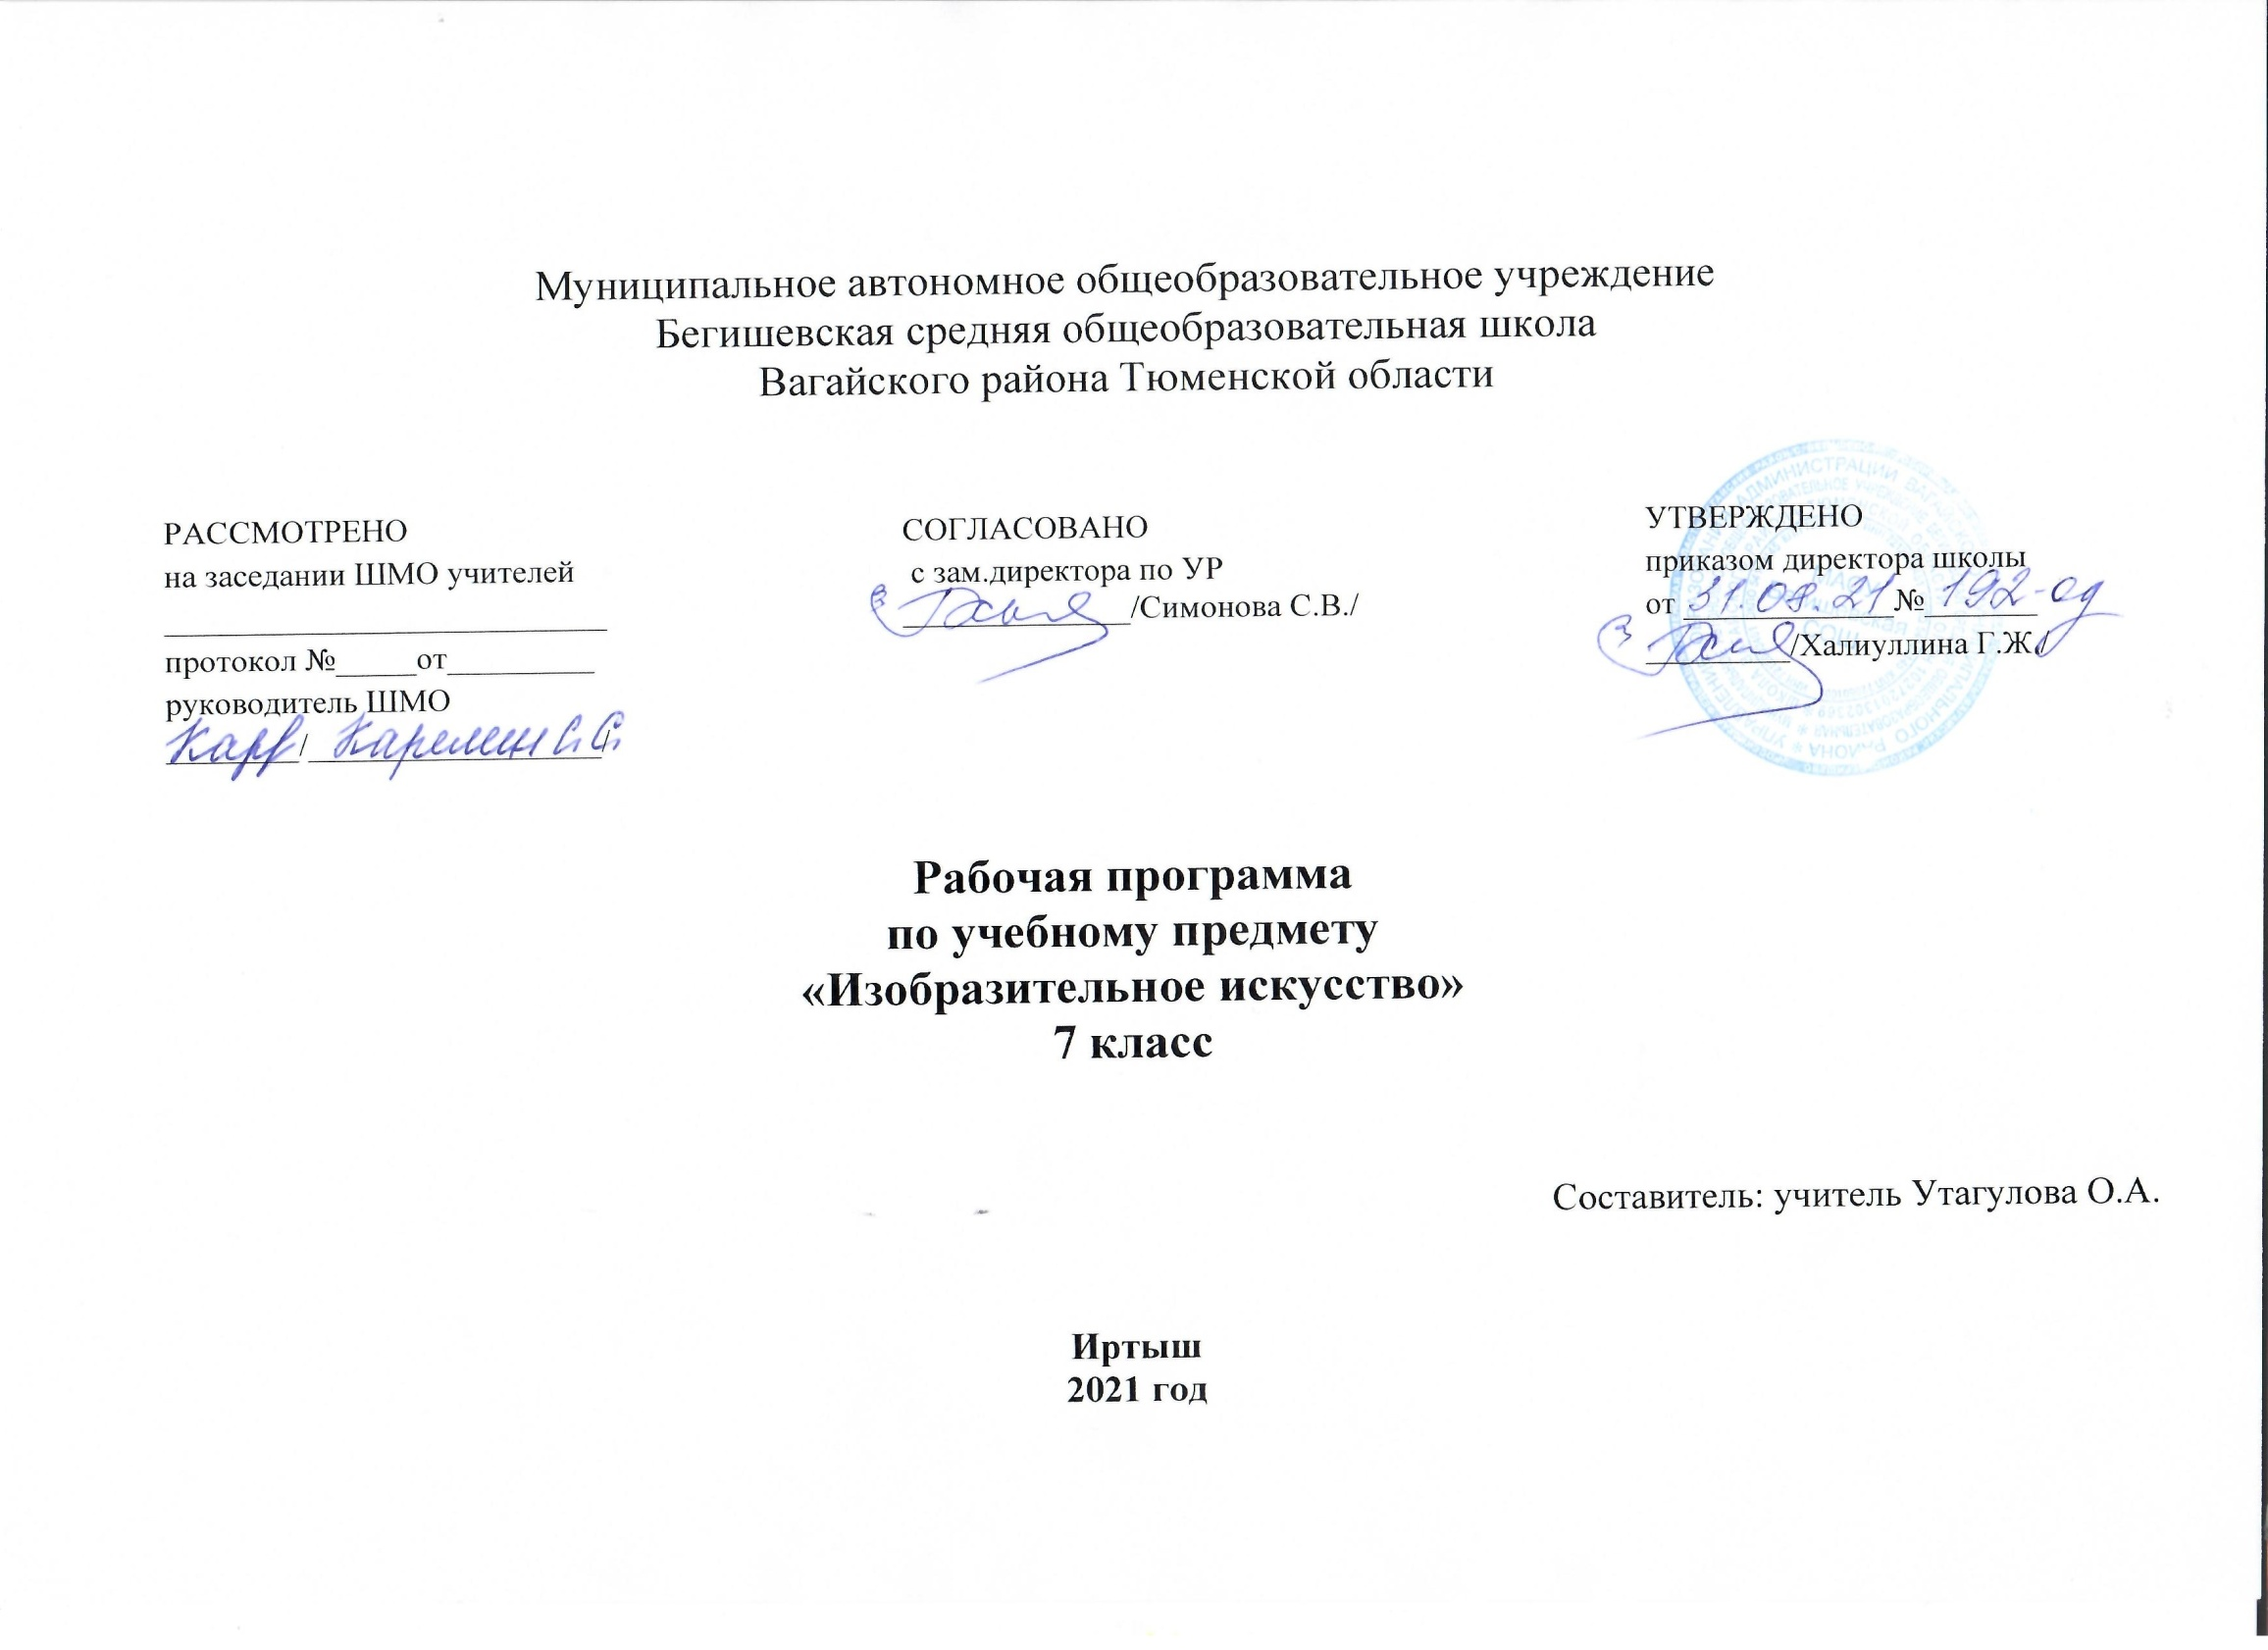 Муниципальное автономное общеобразовательное учреждение
Бегишевская средняя общеобразовательная школа
Вагайского района Тюменской области
РАССМОТРЕНО
на заседании ШМО учителей
протокол №_____от_________
руководитель ШМО
/ С.С. /
СОГЛАСОВАНО
с зам.директора по УР
/Симонова С.В./
УТВЕРЖДЕНО
приказом директора школы
от 31.08.21 № 192-од
/Халиуллина Г.Ж./
Рабочая программа
по учебному предмету
«Изобразительное искусство»
7 класс
Составитель: учитель Утагулова О.А.
Иртыш
2021 год